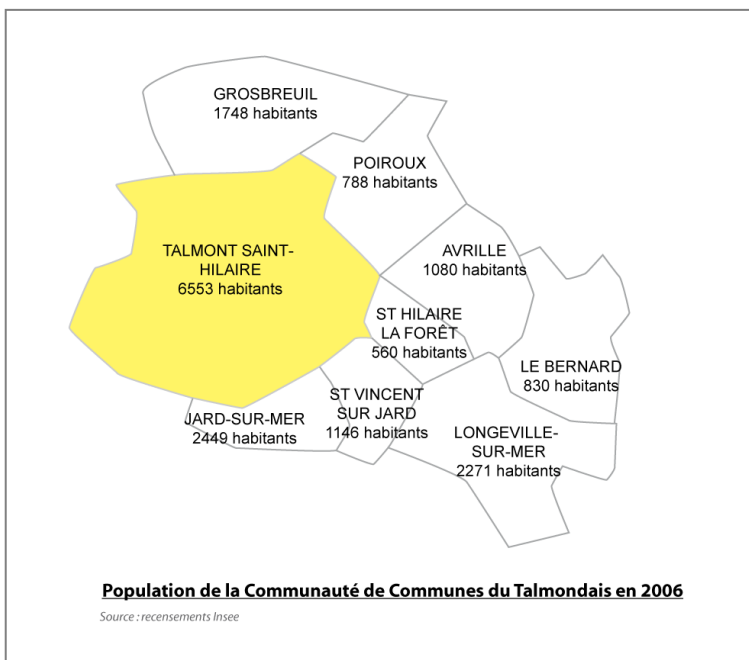 GROSBREUIL
1748 habitants
POIROUX
788 habitants
TALMONT SAINT-
HILAIRE
6553 habitants
AVRILLE
1080 habitants
ST HILAIRE
LA FORÊT
560 habitants
LE BERNARD
830 habitants
JARD-SUR-MER
2449 habitants
ST VINCENT
SUR JARD
1146 habitants
LONGEVILLE-
SUR-MER
2271 habitants
Population de la Communauté de Communes du Talmondais en 2006
Source : recensements Insee